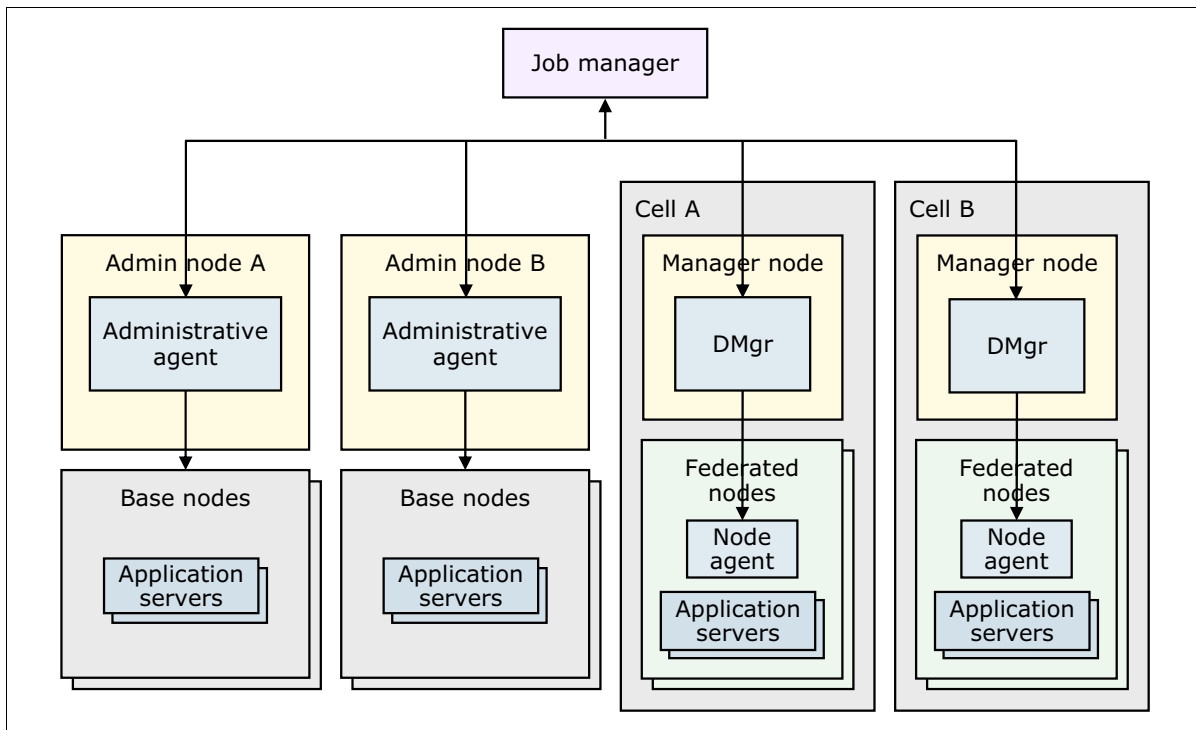 Job manager
Cell A
Cell B
Admin node A
Admin node B
Manager node
Manager node
Administrative
agent
Administrative
agent
DMgr
DMgr
Base nodes
Application
servers
Base nodes
Application
servers
Federated
nodes
Node
agent
Application
servers
Federated
nodes
Node
agent
Application
servers